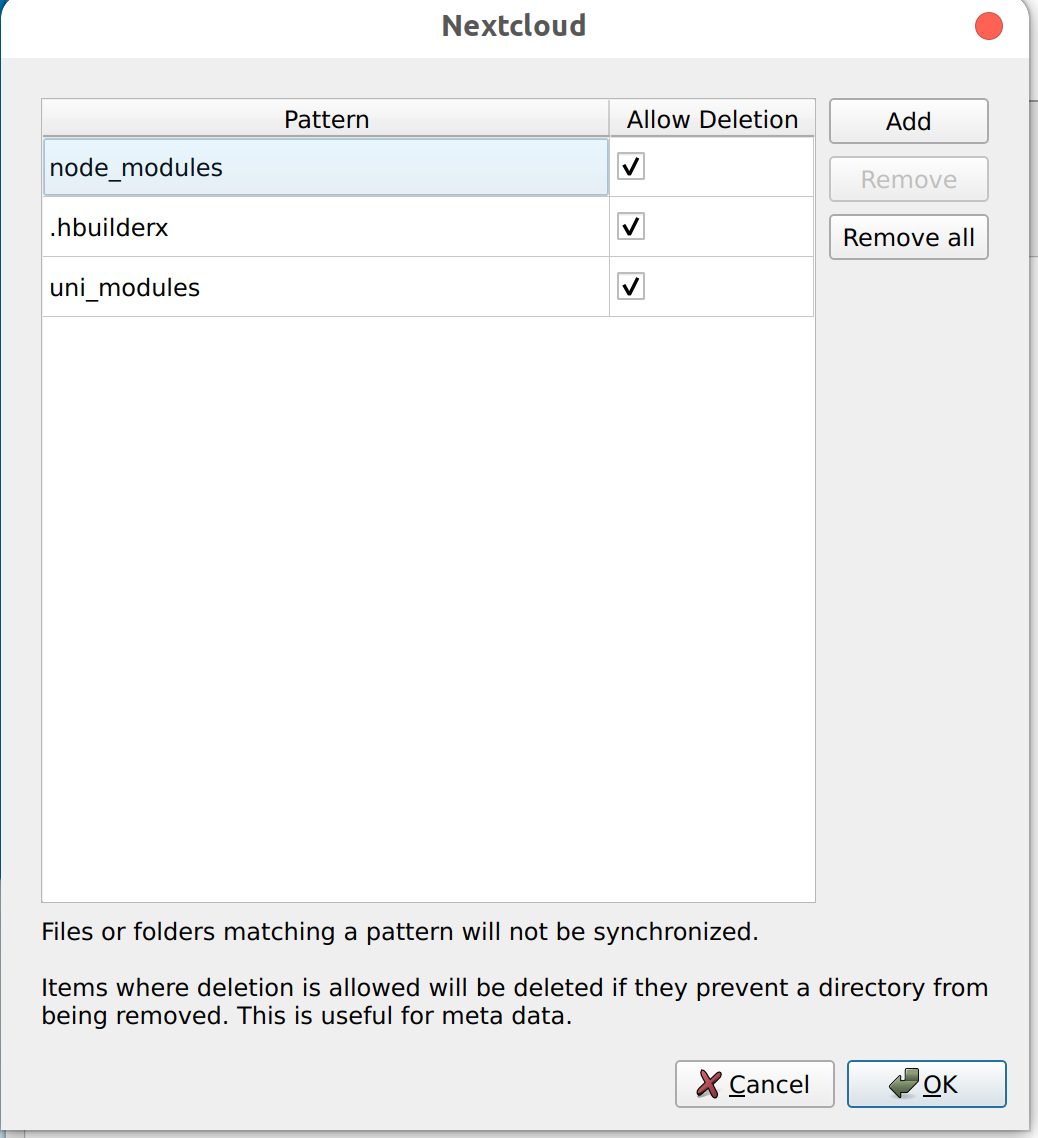 Nextcloud
Pattern
Allow Deletion
Add
node_modules
Remove
.hbuilderx
Remove all
uni_modules
Files or folders matching a pattern will not be synchronized.
Items where deletion is allowed will be deleted if they prevent a directory from
being removed. This is useful for meta data.
Cancel
OK